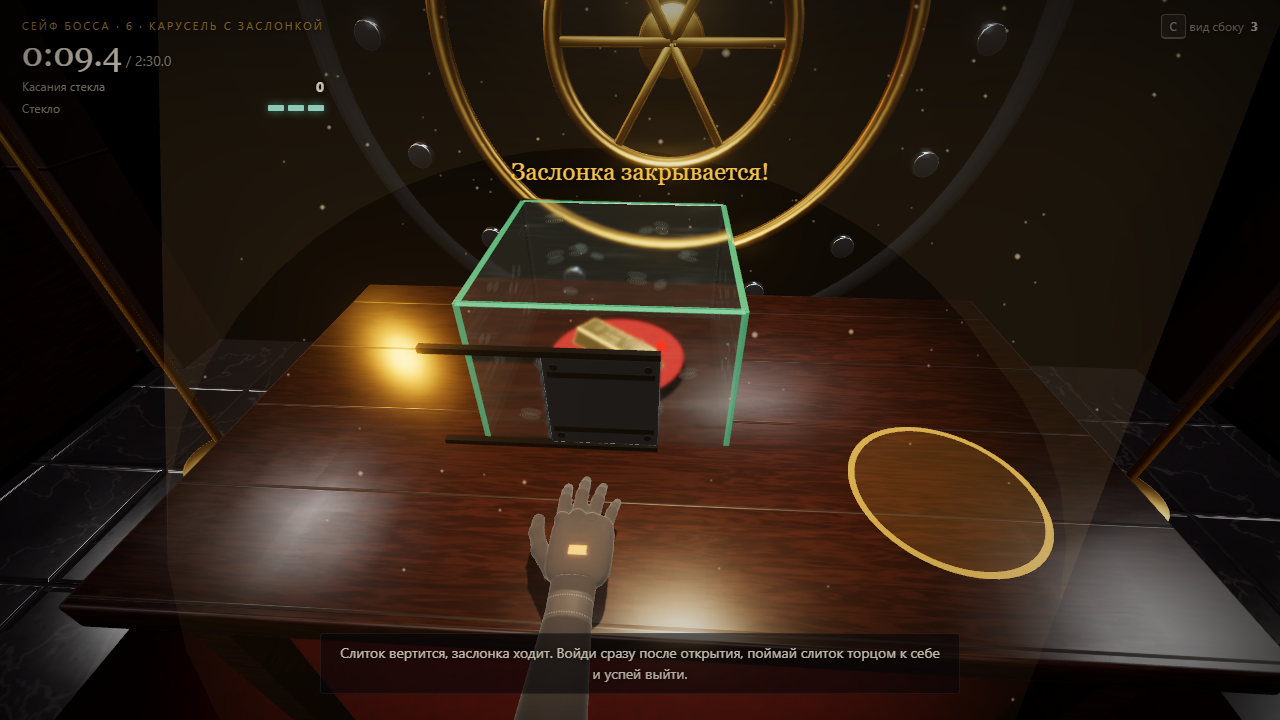 СЕЙФ БОССА · 6 · КАРУСЕЛЬ С ЗАСЛОНКОЙ
0:09.4 / 2:30.0
Касания стекла 0
Стекло
C вид сбоку 3
Заслонка закрывается!
Слиток вертится, заслонка ходит. Войди сразу после открытия, поймай слиток торцом к себе
и успей выйти.